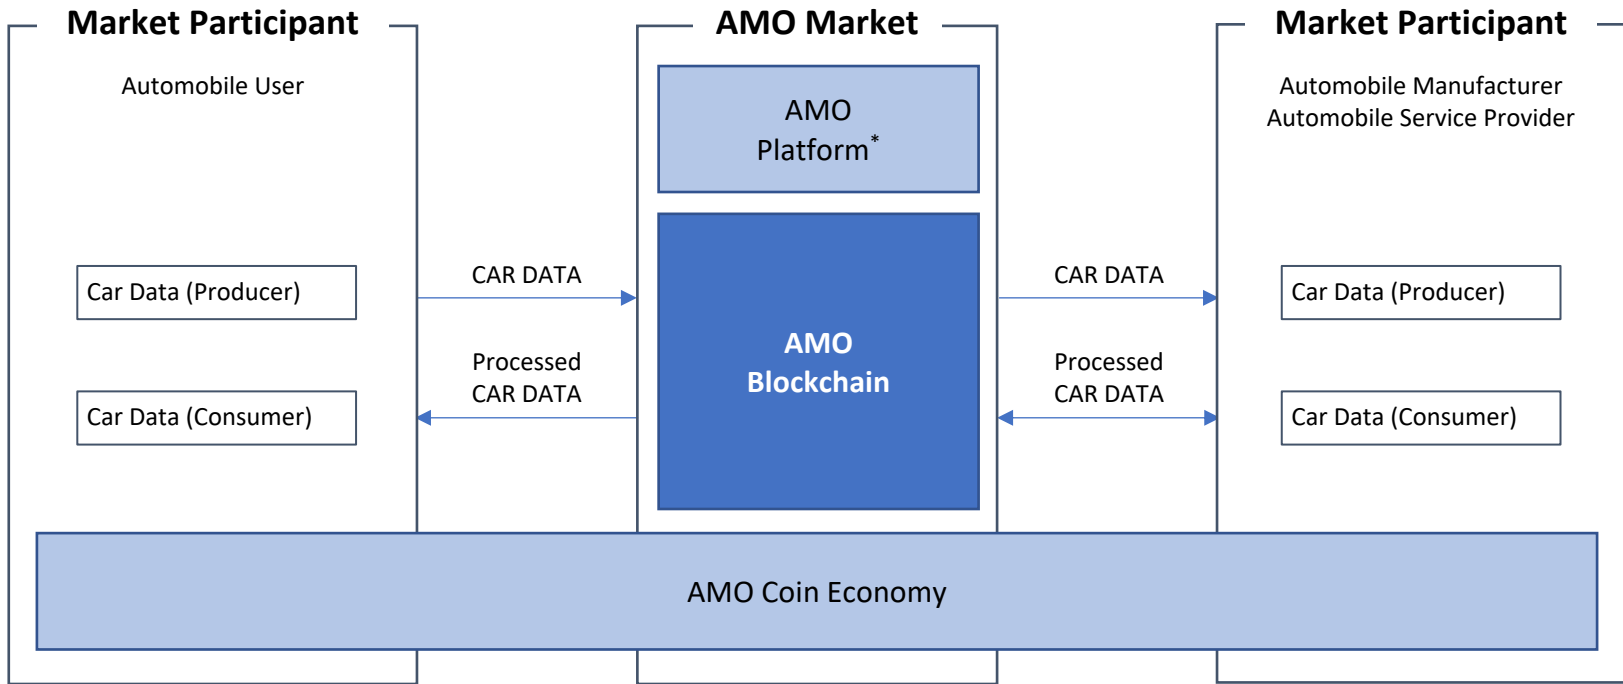 Market Participant
Automobile User
Car Data (Producer)
Car Data (Consumer)
CAR DATA
Processed
CAR DATA
AMO Market
AMO
Platform*
AMO
Blockchain
CAR DATA
Processed
CAR DATA
Market Participant
Automobile Manufacturer
Automobile Service Provider
Car Data (Producer)
Car Data (Consumer)
AMO Coin Economy